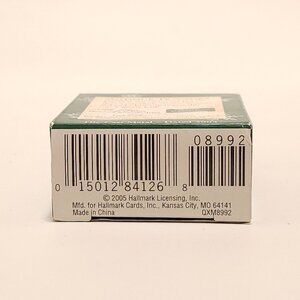 08992
0 15012 84126 8
© 2005 Hallmark Licensing, Inc.
Mfd. for Hallmark Cards, Inc., Kansas City, MO 64141
Made in China QXM8992